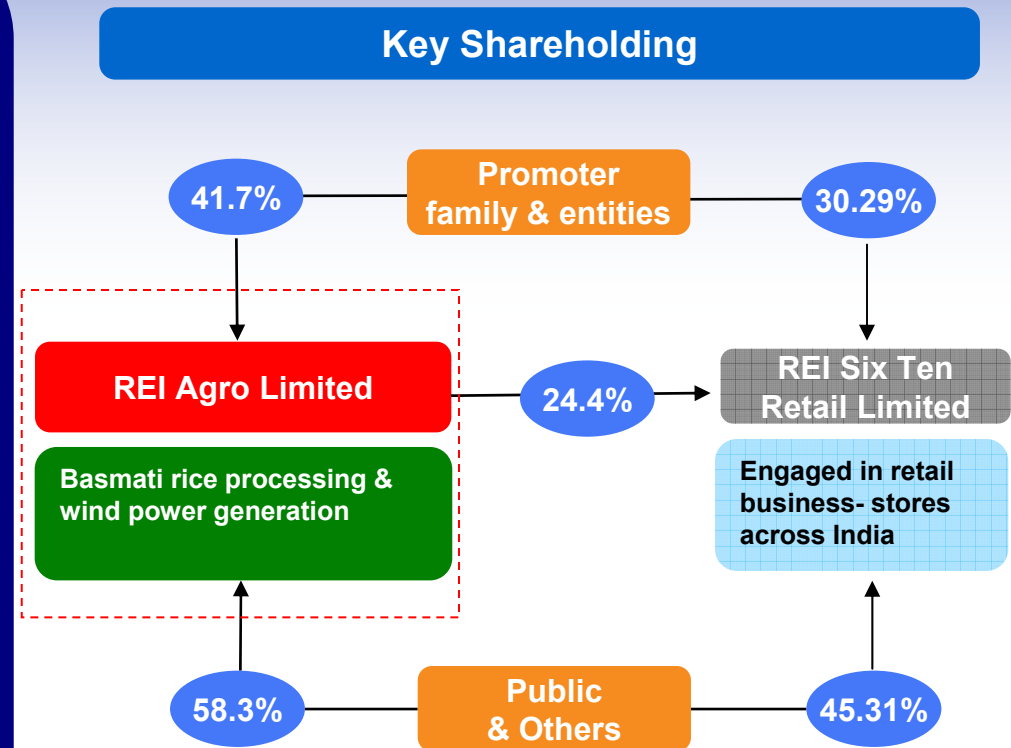 Key Shareholding
Promoter
family & entities
41.7%
30.29%
REI Agro Limited
24.4%
REI Six Ten
Retail Limited
Basmati rice processing &
wind power generation
Engaged in retail
business- stores
across India
58.3%
Public
& Others
45.31%